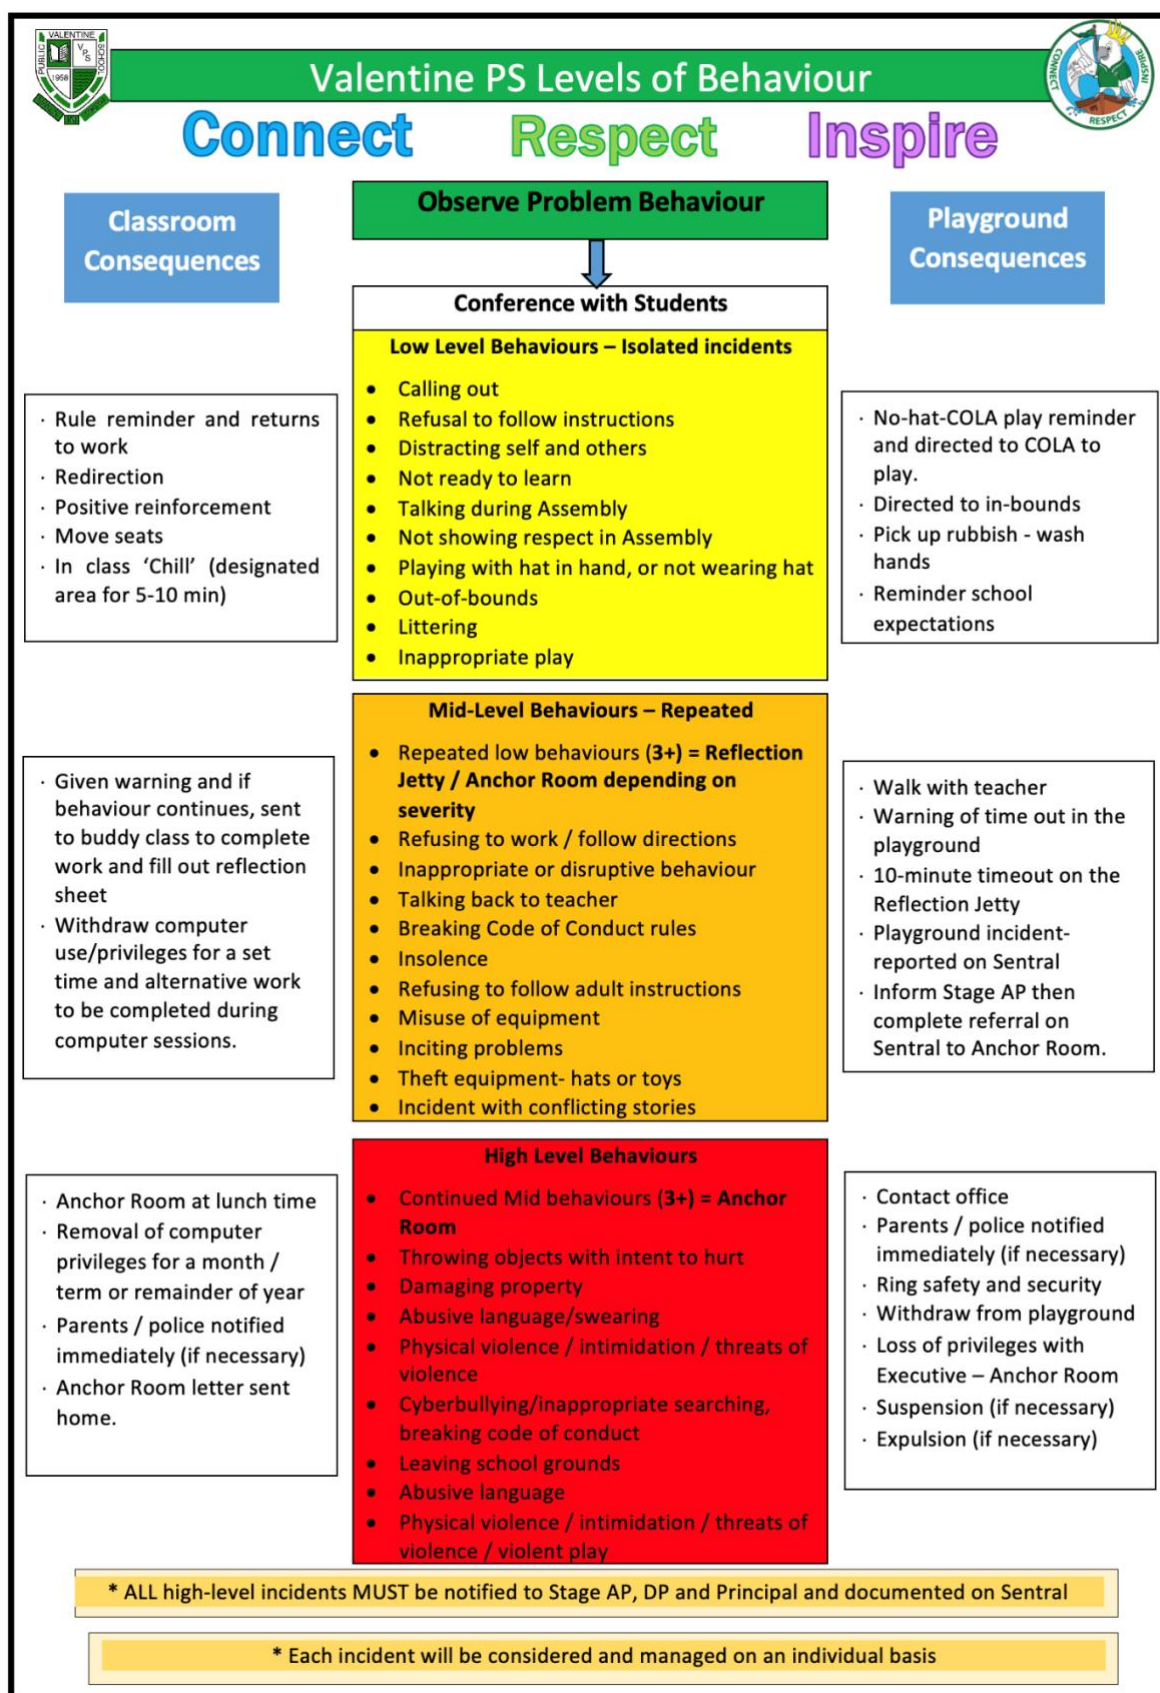 PUBLIC VALENTINE SCHOOL
V P S
1958
Valentine PS Levels of Behaviour
CONNECT RESPECT INSPIRE
Connect Respect Inspire
Classroom
Consequences
Observe Problem Behaviour
Playground
Consequences
Conference with Students
Low Level Behaviours – Isolated incidents
• Calling out
• Refusal to follow instructions
• Distracting self and others
• Not ready to learn
• Talking during Assembly
• Not showing respect in Assembly
• Playing with hat in hand, or not wearing hat
• Out-of-bounds
• Littering
• Inappropriate play
· Rule reminder and returns
to work
· Redirection
· Positive reinforcement
· Move seats
· In class ‘Chill’ (designated
area for 5-10 min)
· No-hat-COLA play reminder
and directed to COLA to
play.
· Directed to in-bounds
· Pick up rubbish - wash
hands
· Reminder school
expectations
Mid-Level Behaviours – Repeated
• Repeated low behaviours (3+) = Reflection
Jetty / Anchor Room depending on
severity
• Refusing to work / follow directions
• Inappropriate or disruptive behaviour
• Talking back to teacher
• Breaking Code of Conduct rules
• Insolence
• Refusing to follow adult instructions
• Misuse of equipment
• Inciting problems
• Theft equipment- hats or toys
• Incident with conflicting stories
· Given warning and if
behaviour continues, sent
to buddy class to complete
work and fill out reflection
sheet
· Withdraw computer
use/privileges for a set
time and alternative work
to be completed during
computer sessions.
· Walk with teacher
· Warning of time out in the
playground
· 10-minute timeout on the
Reflection Jetty
· Playground incident-
reported on Sentral
· Inform Stage AP then
complete referral on
Sentral to Anchor Room.
High Level Behaviours
• Continued Mid behaviours (3+) = Anchor
Room
• Throwing objects with intent to hurt
• Damaging property
• Abusive language/swearing
• Physical violence / intimidation / threats of
violence
• Cyberbullying/inappropriate searching,
breaking code of conduct
• Leaving school grounds
• Abusive language
• Physical violence / intimidation / threats of
violence / violent play
· Anchor Room at lunch time
· Removal of computer
privileges for a month /
term or remainder of year
· Parents / police notified
immediately (if necessary)
· Anchor Room letter sent
home.
· Contact office
· Parents / police notified
immediately (if necessary)
· Ring safety and security
· Withdraw from playground
· Loss of privileges with
Executive – Anchor Room
· Suspension (if necessary)
· Expulsion (if necessary)
* ALL high-level incidents MUST be notified to Stage AP, DP and Principal and documented on Sentral
* Each incident will be considered and managed on an individual basis